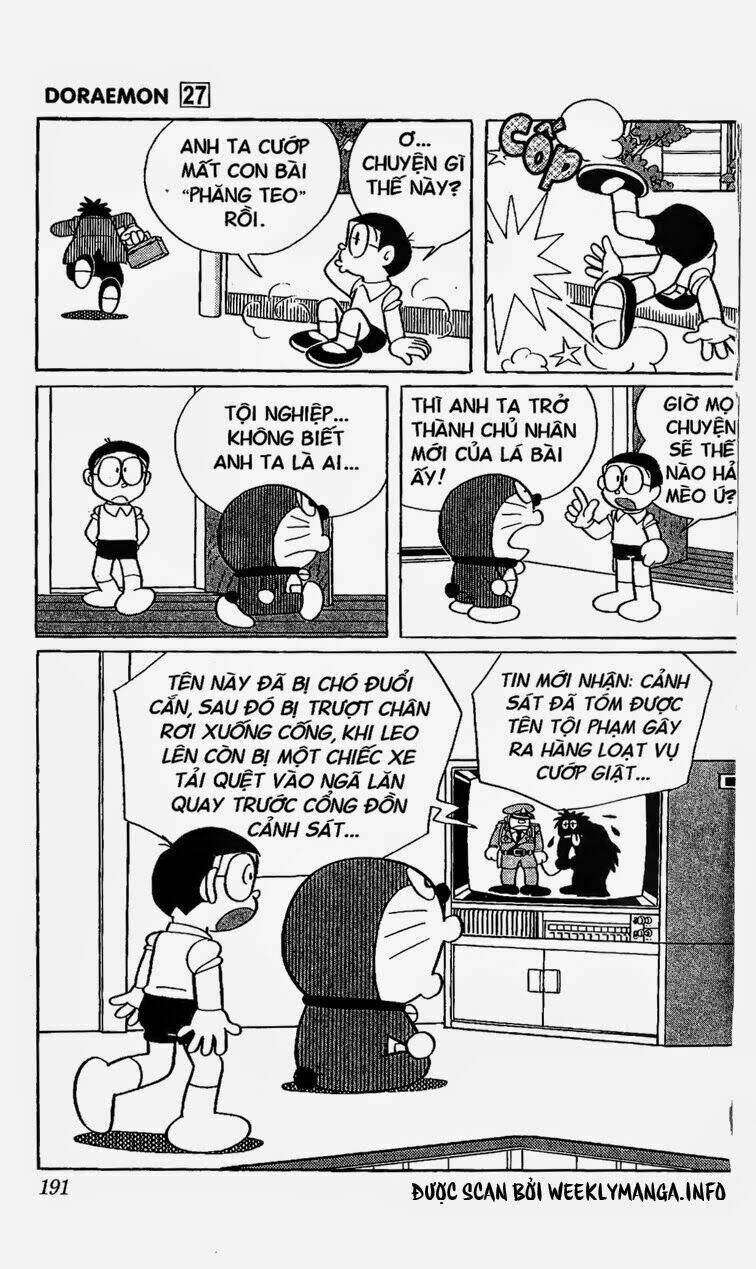 DORAEMON 27
CỘP
Ơ...
CHUYỆN GÌ
THẾ NÀY?
ANH TA CƯỚP
MẤT CON BÀI
“PHĂNG TEO”
RỒI.
GIỜ MỌ
CHUYỆN
SẼ THẾ
NÀO HẢ
MÈO Ú?
THÌ ANH TA TRỞ
THÀNH CHỦ NHÂN
MỚI CỦA LÁ BÀI
ẤY!
TỘI NGHIỆP...
KHÔNG BIẾT
ANH TA LÀ AI...
TIN MỚI NHẬN: CẢNH
SÁT ĐÃ TÓM ĐƯỢC
TÊN TỘI PHẠM GÂY
RA HÀNG LOẠT VỤ
CƯỚP GIẬT...
TÊN NÀY ĐÃ BỊ CHÓ ĐUỔI
CẮN, SAU ĐÓ BỊ TRƯỢT CHÂN
RƠI XUỐNG CỐNG, KHI LEO
LÊN CÒN BỊ MỘT CHIẾC XE
TẢI QUỆT VÀO NGÃ LĂN
QUAY TRƯỚC CỔNG ĐỒN
CẢNH SÁT...
191
ĐƯỢC SCAN BỞI WEEKLYMANGA.INFO